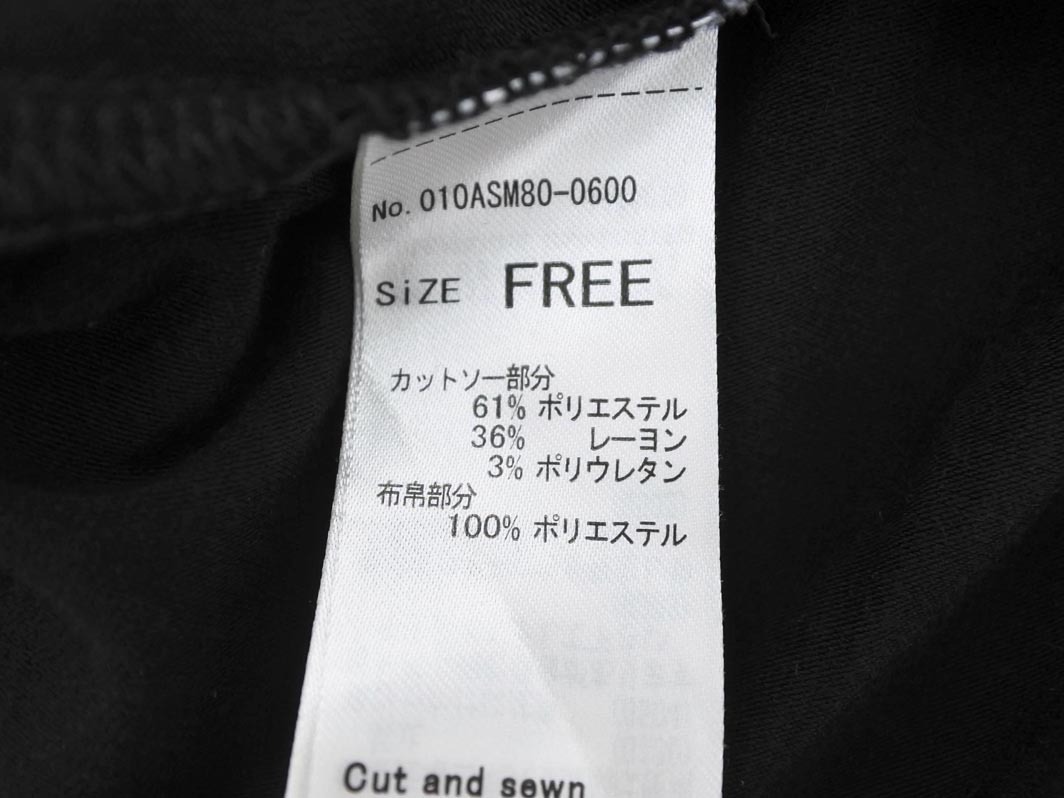 No. 010ASM80-0600
SiZE FREE
カットソー部分
61% ポリエステル
36% レーヨン
3% ポリウレタン
布帛部分
100% ポリエステル
Cut and sewn